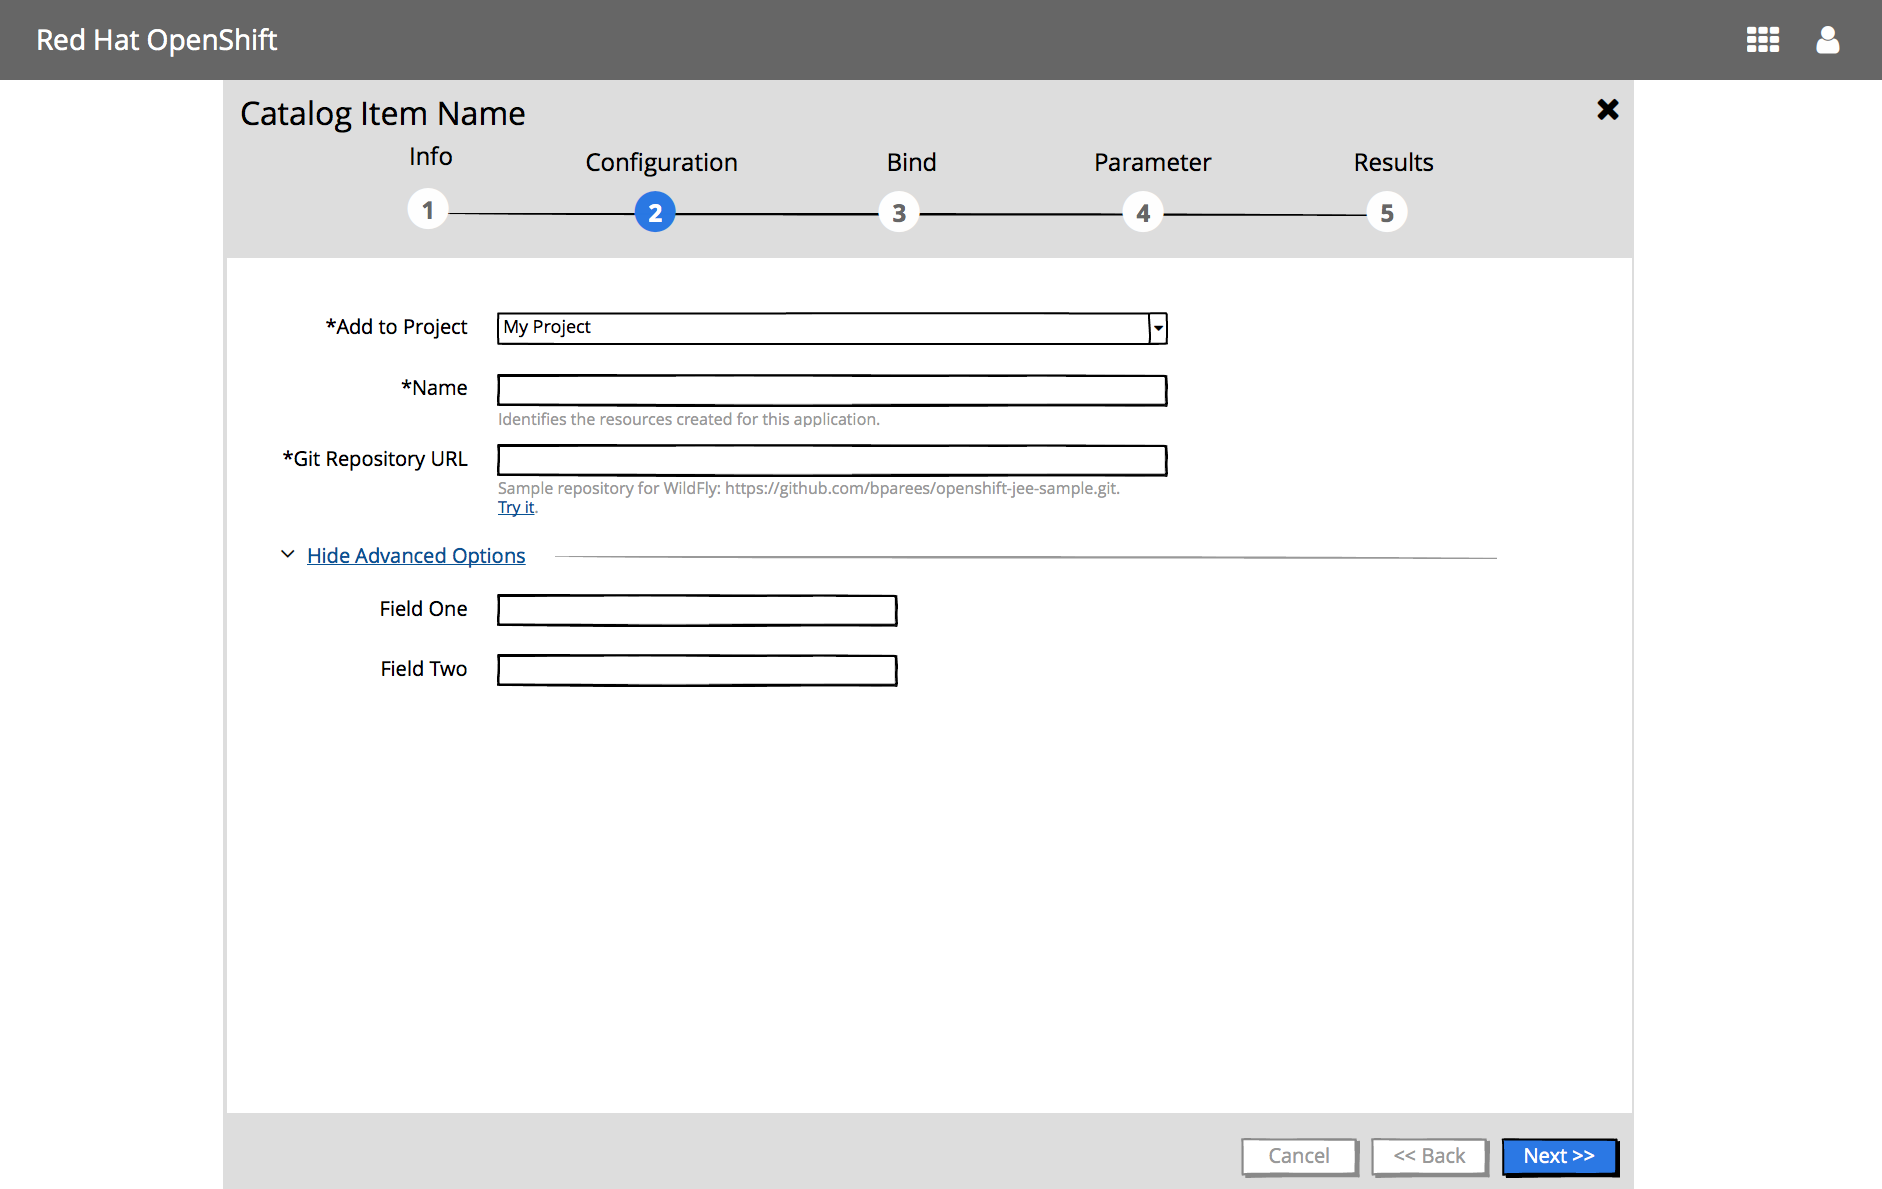 Red Hat OpenShift
Catalog Item Name
Info
Configuration
Bind
Parameter
Results
1
2
3
4
5
*Add to Project
My Project
*Name
Identifies the resources created for this application.
*Git Repository URL
Sample repository for WildFly: https://github.com/bparees/openshift-jee-sample.git.
Try it.
Hide Advanced Options
Field One
Field Two
Cancel
<< Back
Next >>